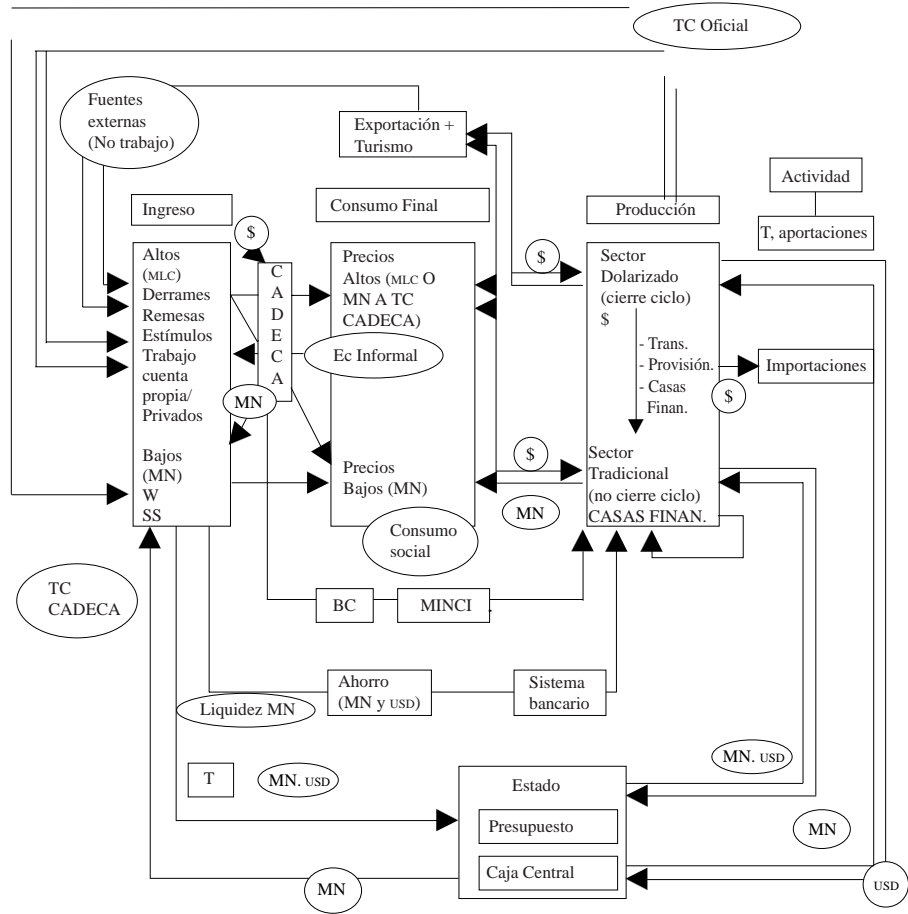 TC Oficial
Fuentes
externas
(No trabajo)
Exportación +
Turismo
Actividad
Ingreso
Consumo Final
Producción
T, aportaciones
$
Altos
(MLC)
Derrames
Remesas
Estímulos
Trabajo
cuenta
propia/
Privados
Bajos
(MN)
W
SS
C
A
D
E
C
A
MN
Precios
Altos (MLC O
MN A TC
CADECA)
Ec Informal
Precios
Bajos (MN)
Consumo
social
$
$
MN
Sector
Dolarizado
(cierre ciclo)
$
- Trans.
- Provisión.
- Casas
Finan.
Sector
Tradicional
(no cierre ciclo)
CASAS FINAN.
Importaciones
$
TC
CADECA
BC
MINCI .
Ahorro
(MN y USD)
Sistema
bancario
Liquidez MN
T
MN. USD
MN. USD
Estado
Presupuesto
Caja Central
MN
MN
USD